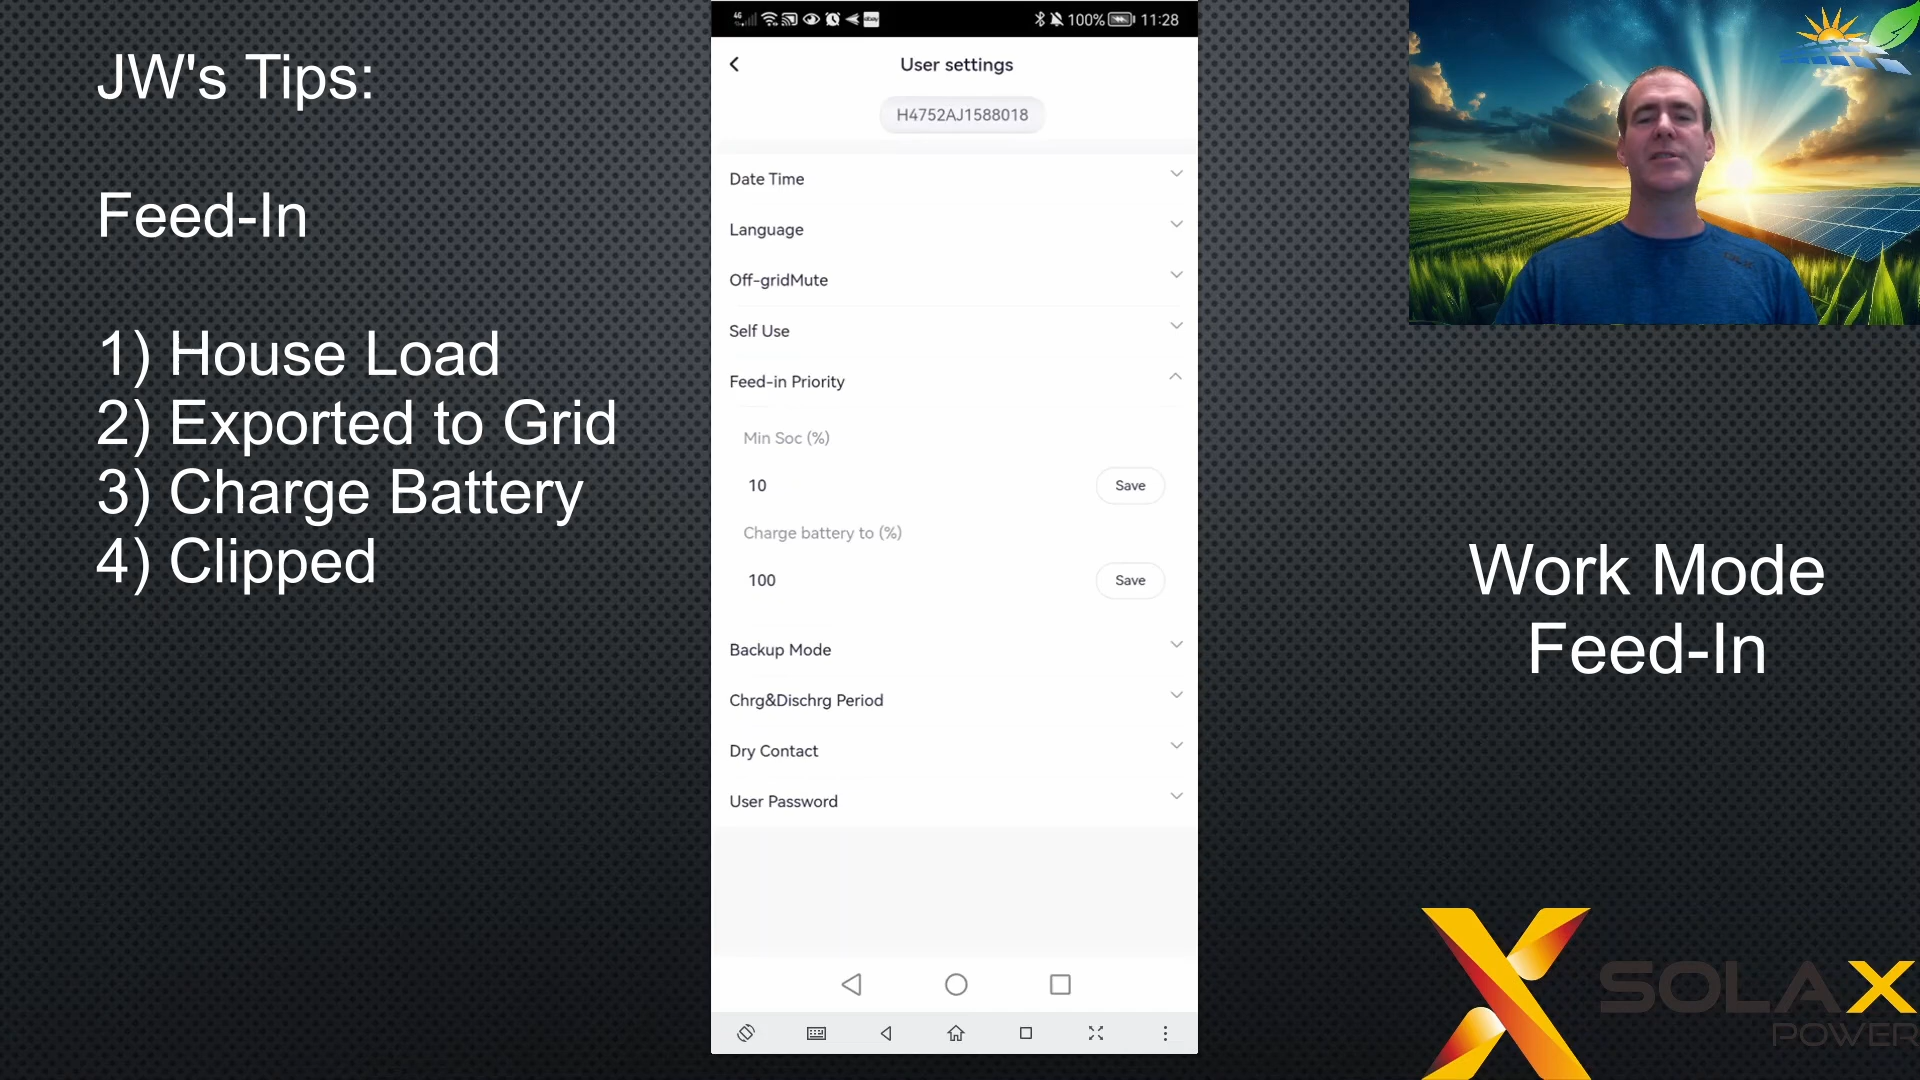 JW's Tips:
Feed-In
1) House Load
2) Exported to Grid
3) Charge Battery
4) Clipped
4G
ebay
100%
11:28
User settings
H4752AJ1588018
Date Time
Language
Off-gridMute
Self Use
Feed-in Priority
Min Soc (%)
10
Save
Charge battery to (%)
100
Save
Backup Mode
Chrg&Dischrg Period
Dry Contact
User Password
Work Mode
Feed-In
SOLAX
POWER